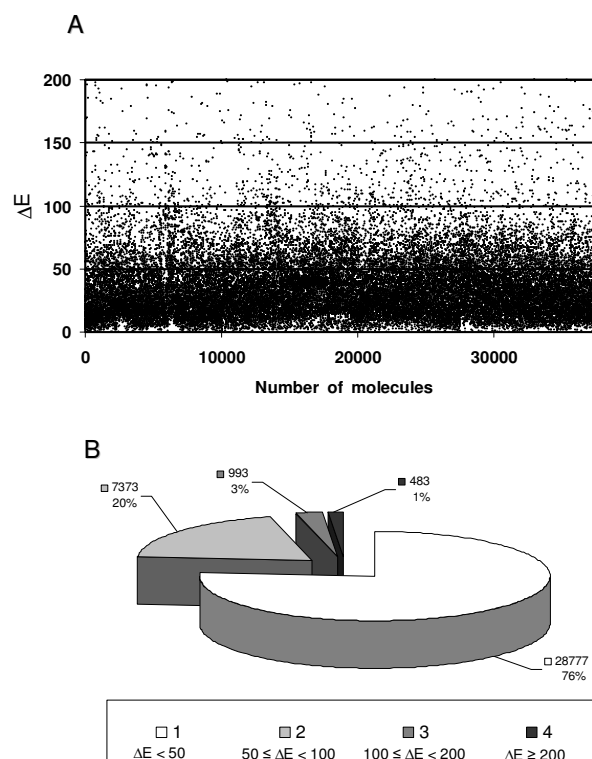 A
200
150
100
50
0
ΔE
0 10000 20000 30000
Number of molecules
B
7373
20%
993
3%
483
1%
28777
76%
1 2 3 4
ΔE < 50 50 ≤ ΔE < 100 100 ≤ ΔE < 200 ΔE ≥ 200